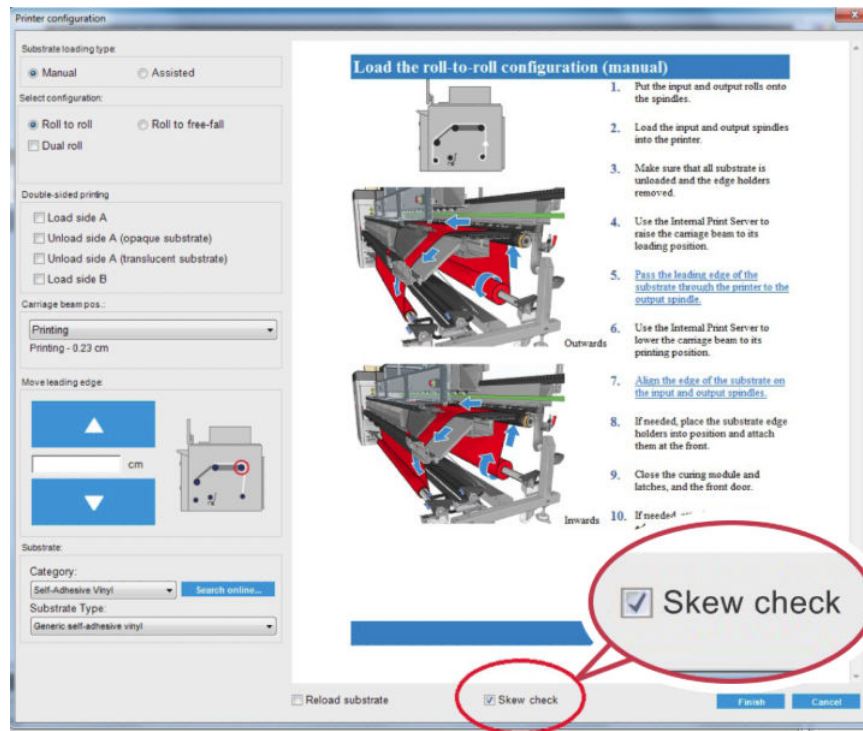 Printer configuration
Substrate loading type:
Manual
Assisted
Select configuration:
Roll to roll
Roll to free-fall
Dual roll
Double-sided printing
Load side A
Unload side A (opaque substrate)
Unload side A (translucent substrate)
Load side B
Carriage beam pos.:
Printing
Printing - 0.23 cm
Move leading edge:
cm
Substrate:
Category:
Self-Adhesive Vinyl
Search online...
Substrate Type:
Generic self-adhesive vinyl
Load the roll-to-roll configuration (manual)
1. Put the input and output rolls onto
the spindles.
2. Load the input and output spindles
into the printer.
3. Make sure that all substrate is
unloaded and the edge holders
removed.
4. Use the Internal Print Server to
raise the carriage beam to its
loading position.
5. Pass the leading edge of the
substrate through the printer to the
output spindle.
Outwards
6. Use the Internal Print Server to
lower the carriage beam to its
printing position.
7. Align the edge of the substrate on
the input and output spindles.
8. If needed, place the substrate edge
holders into position and attach
them at the front.
9. Close the curing module and
latches, and the front door.
Inwards
10. If needed,
Skew check
Reload substrate
Skew check
Finish
Cancel